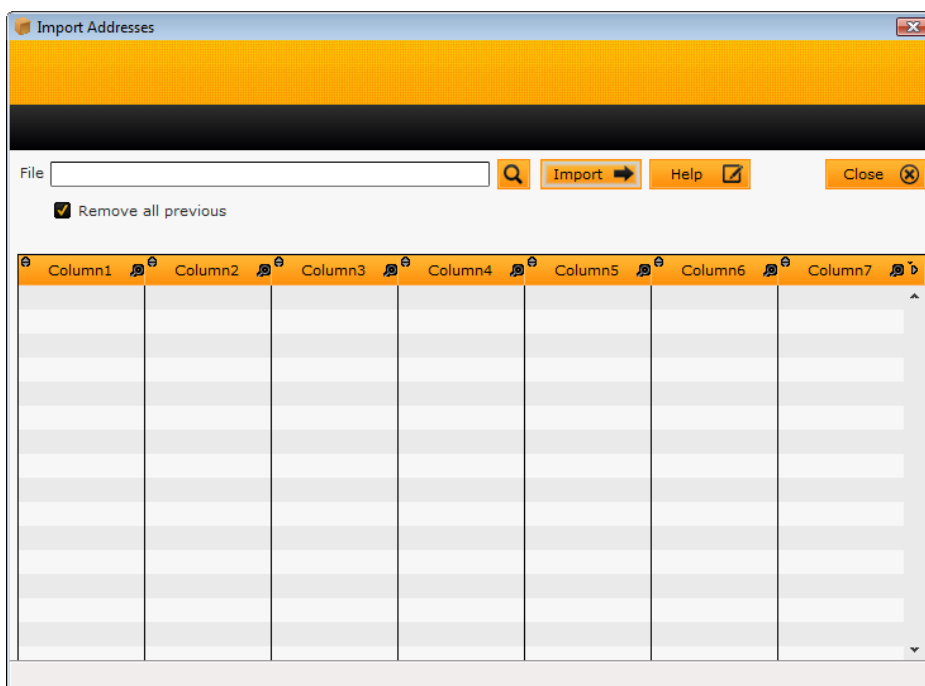 Import Addresses
File Import Help Close
Remove all previous
Column1 Column2 Column3 Column4 Column5 Column6 Column7